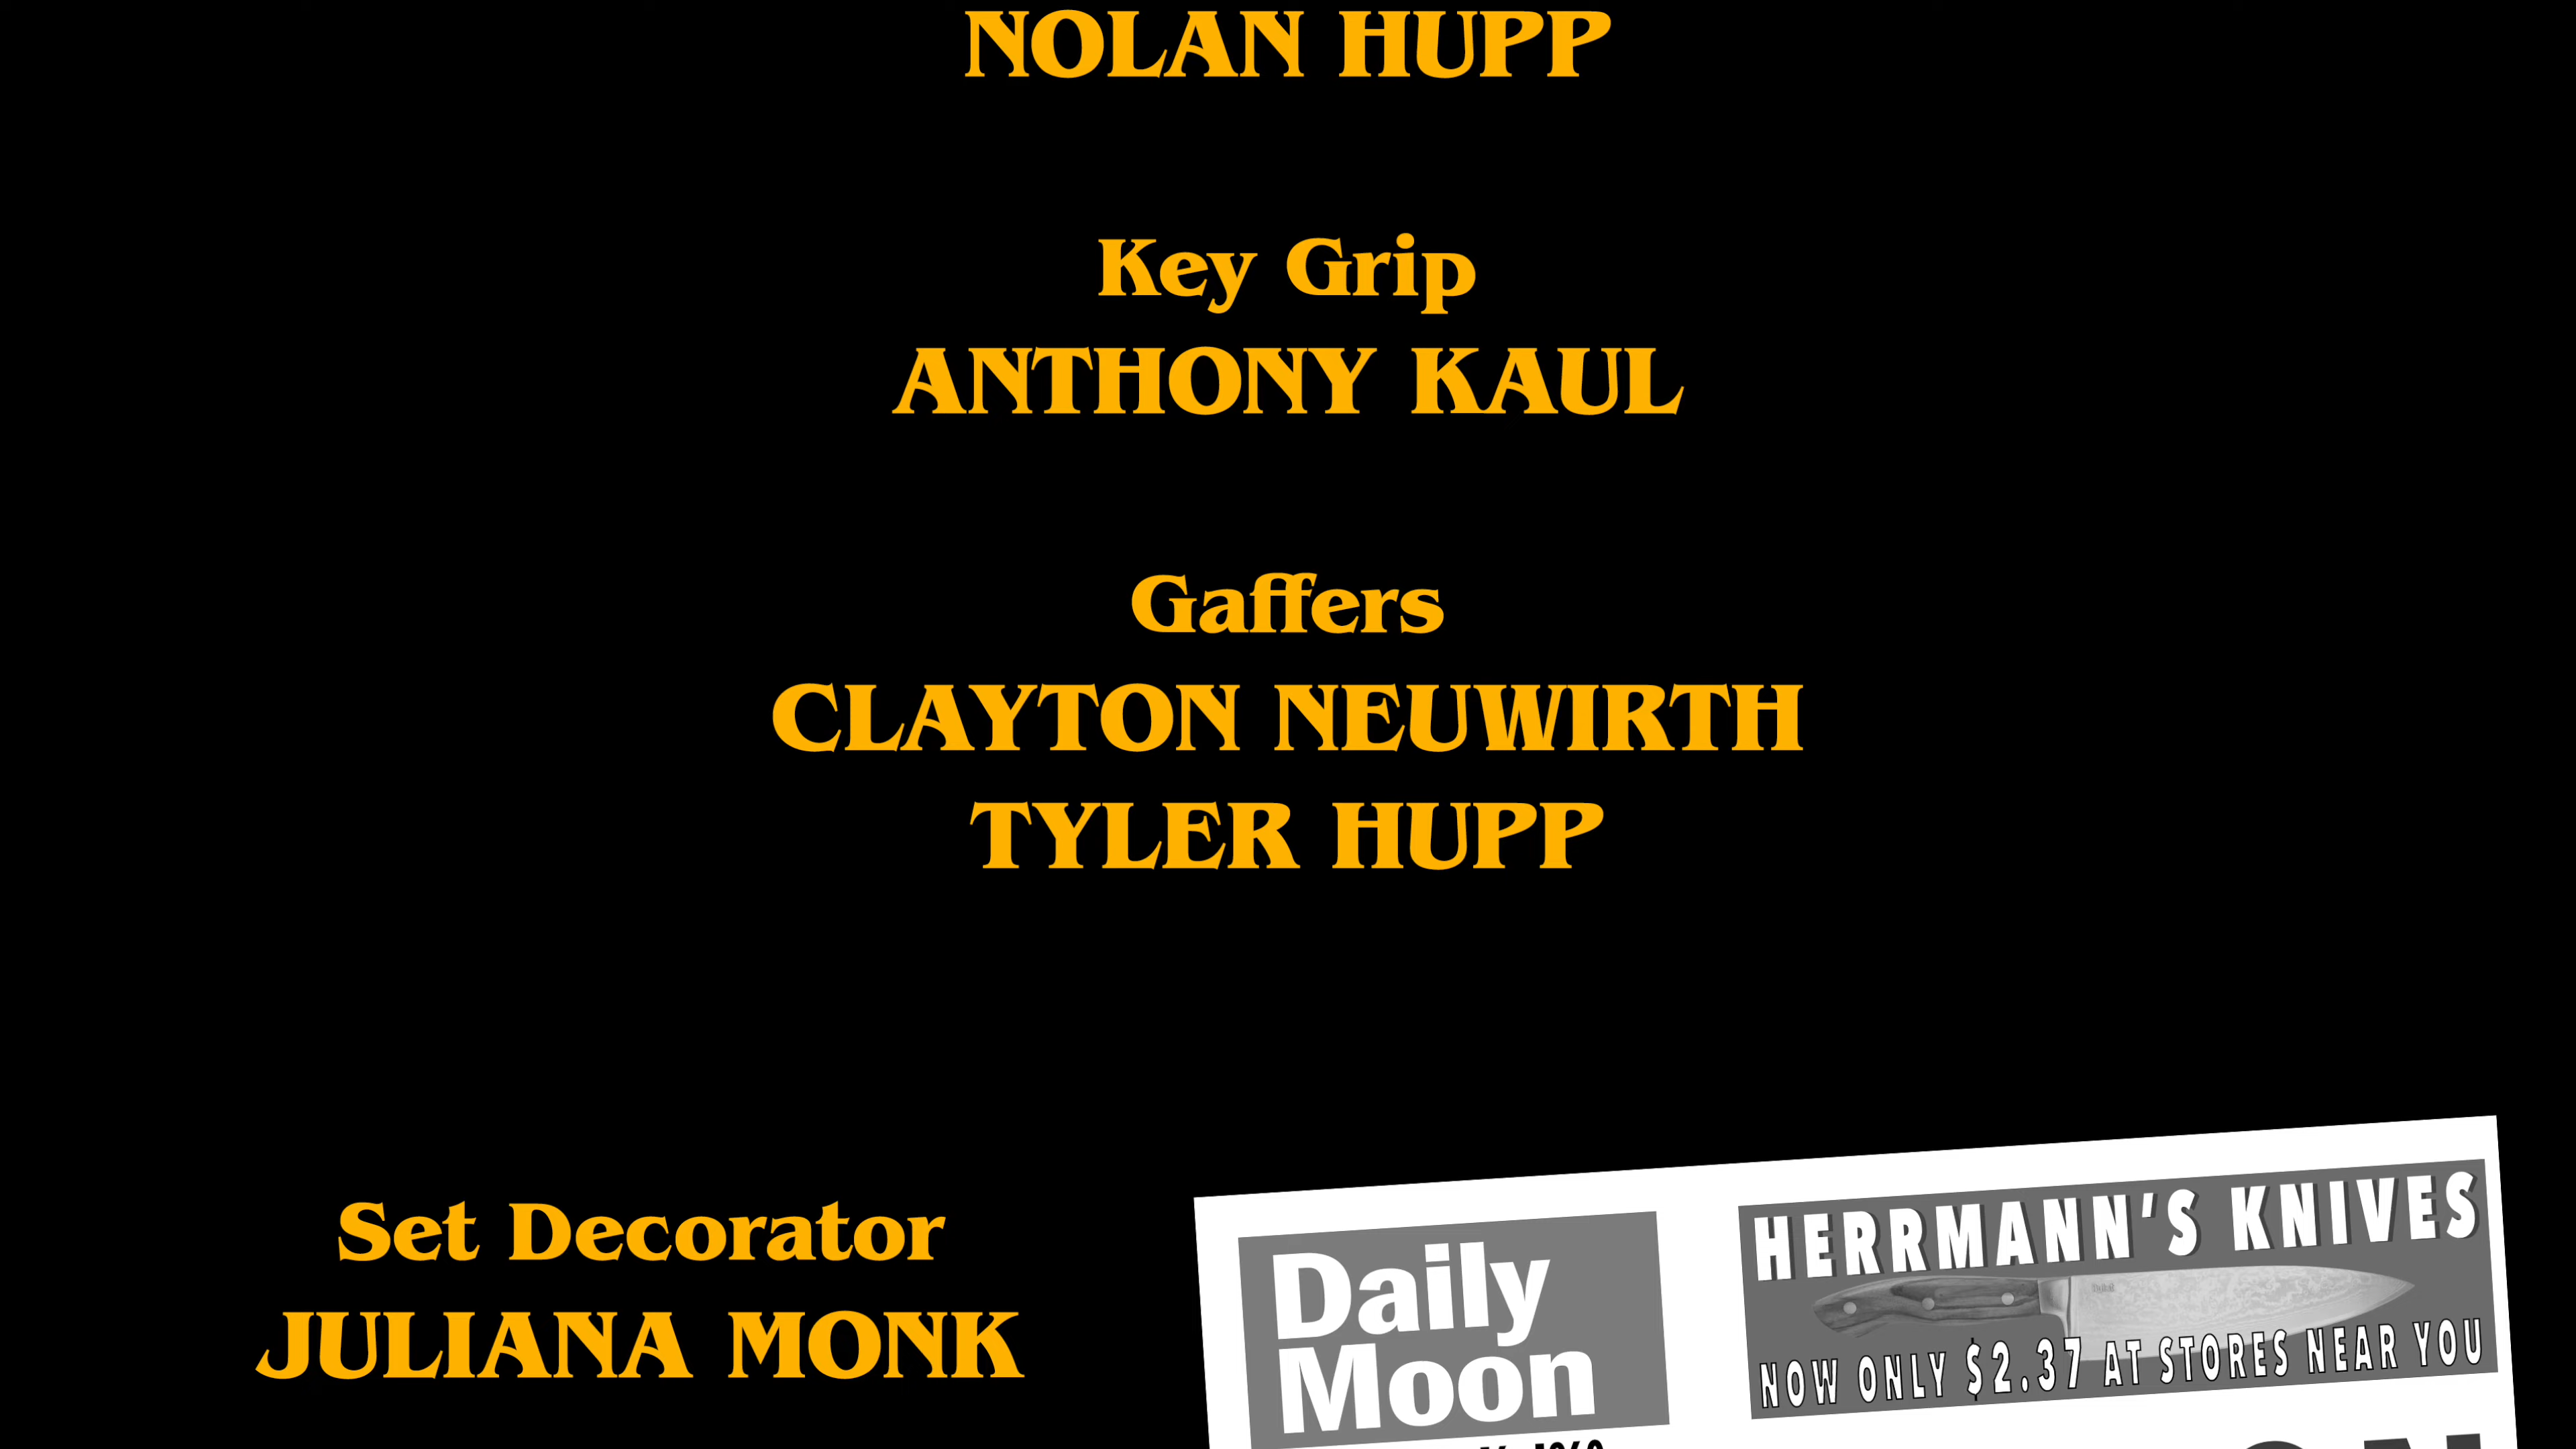 NOLAN HUPP
Key Grip
ANTHONY KAUL
Gaffers
CLAYTON NEUWIRTH
TYLER HUPP
Set Decorator
JULIANA MONK
Daily
Moon
HERRMANN'S KNIVES
NOW ONLY $2.37 AT STORES NEAR YOU